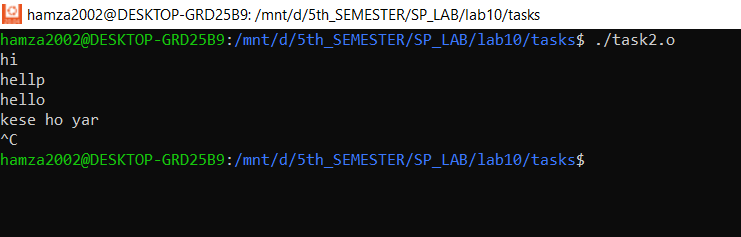 hamza2002@DESKTOP-GRD25B9: /mnt/d/5th_SEMESTER/SP_LAB/lab10/tasks
hamza2002@DESKTOP-GRD25B9:/mnt/d/5th_SEMESTER/SP_LAB/lab10/tasks$ ./task2.o
hi
hellp
hello
kese ho yar
^C
hamza2002@DESKTOP-GRD25B9:/mnt/d/5th_SEMESTER/SP_LAB/lab10/tasks$